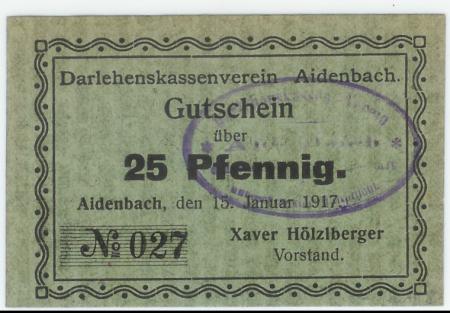 Darlehenskassenverein Aidenbach.
Gutschein
über
25 Pfennig.
Aidenbach, den 15. Januar 1917.
№ 027
Xaver Hölzlberger
Vorstand.